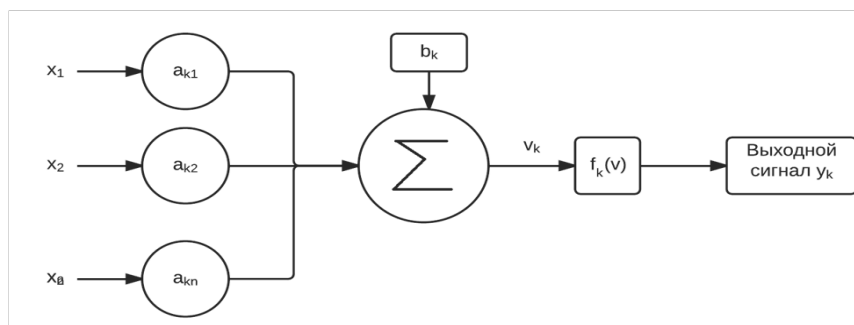 bk
x1
ak1
x2
ak2
Σ
vk
fk(v)
Выходной
сигнал yk
akn